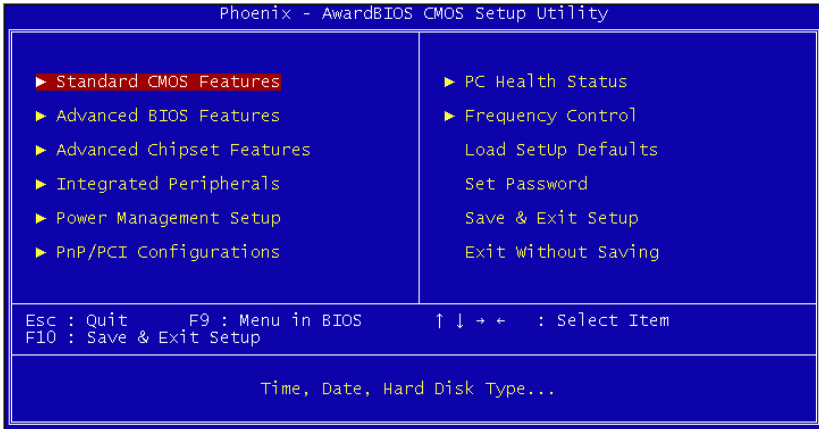 Phoenix - AwardBIOS CMOS Setup Utility
▶ Standard CMOS Features
▶ Advanced BIOS Features
▶ Advanced Chipset Features
▶ Integrated Peripherals
▶ Power Management Setup
▶ PnP/PCI Configurations
▶ PC Health Status
▶ Frequency Control
Load SetUp Defaults
Set Password
Save & Exit Setup
Exit Without Saving
Esc : Quit F9 : Menu in BIOS ↑ ↓ → ← : Select Item
F10 : Save & Exit Setup
Time, Date, Hard Disk Type...